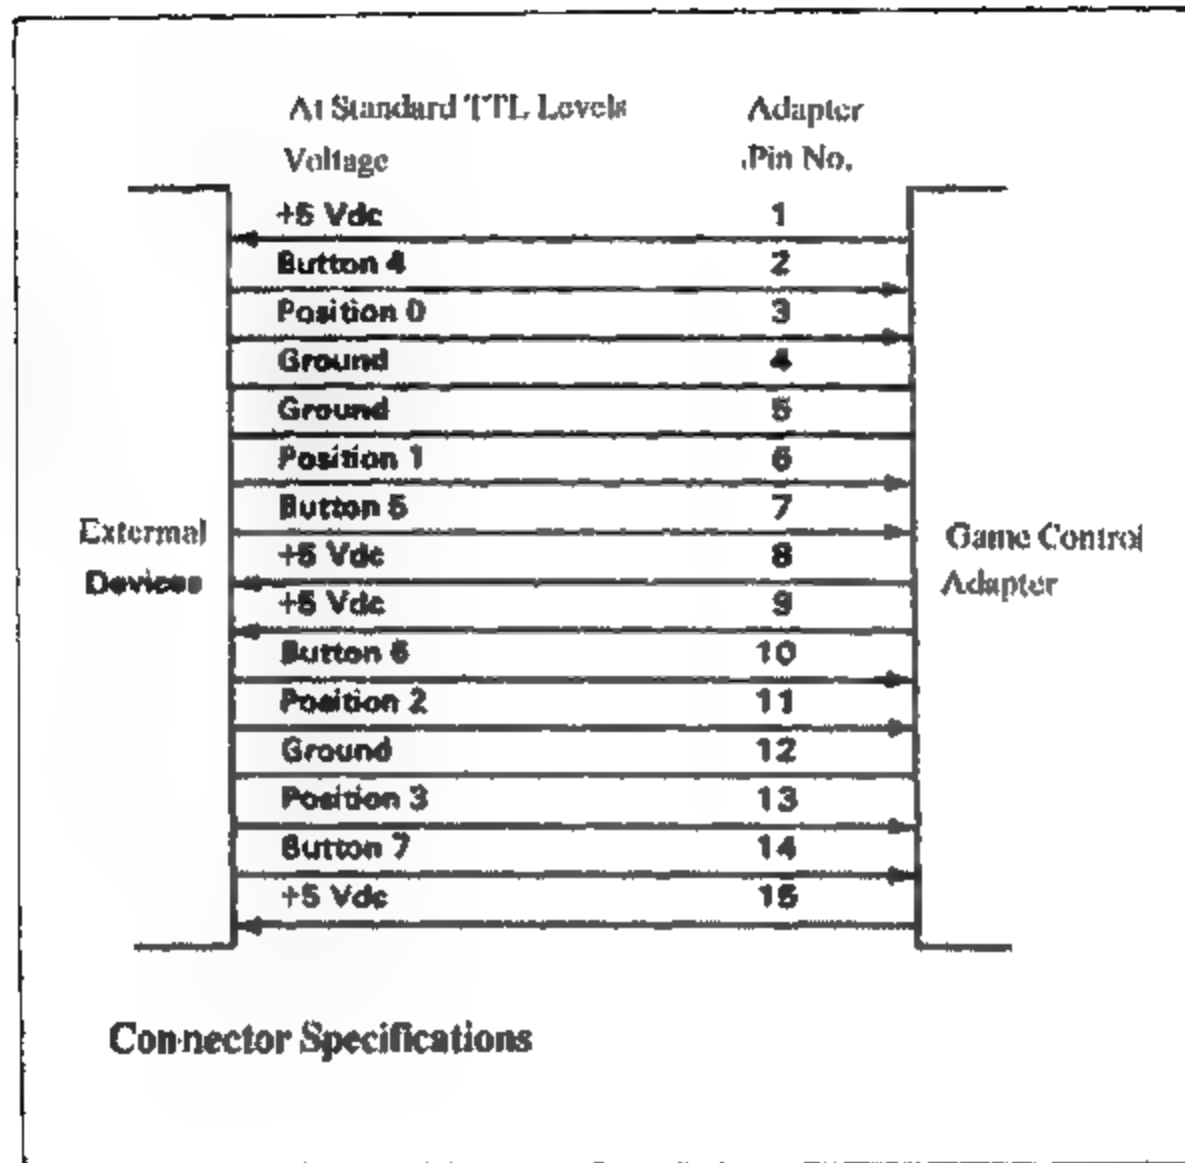 At Standard TTL Levels Adapter
Voltage Pin No.
+5 Vdc 1
Button 4 2
Position 0 3
Ground 4
Ground 5
Position 1 6
Button 5 7
+5 Vdc 8
+5 Vdc 9
Button 6 10
Position 2 11
Ground 12
Position 3 13
Button 7 14
+5 Vdc 15
Extermal
Devices
Game Control
Adapter
Connector Specifications